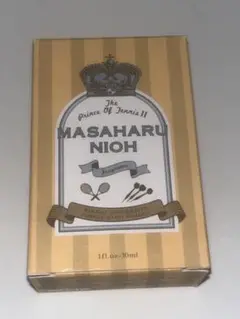 The
Prince Of Tennis II
MASAHARU
NIOH
1fl.oz-30ml